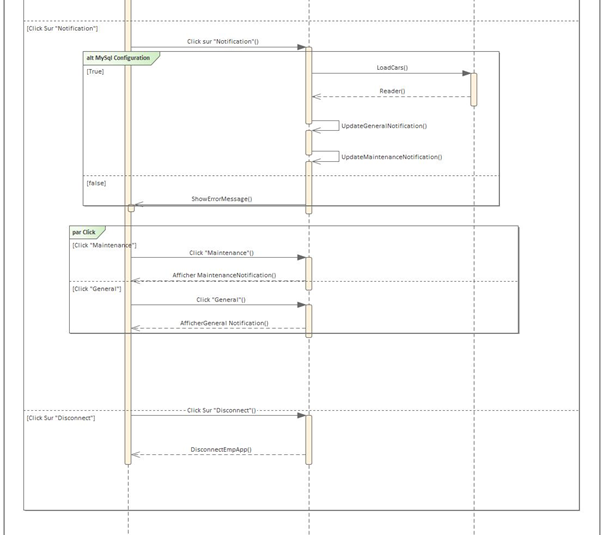 [Click Sur "Notification"]
Click sur "Notification"()
alt MySql Configuration
[True]
LoadCars()
Reader()
UpdateGeneralNotification()
UpdateMaintenanceNotification()
[false]
ShowErrorMessage()
par Click
[Click "Maintenance"]
Click "Maintenance"()
Afficher MaintenanceNotification()
[Click "General"]
Click "General"()
AfficherGeneral Notification()
Click Sur "Disconnect"()
[Click Sur "Disconnect"]
DisconnectEmpApp()